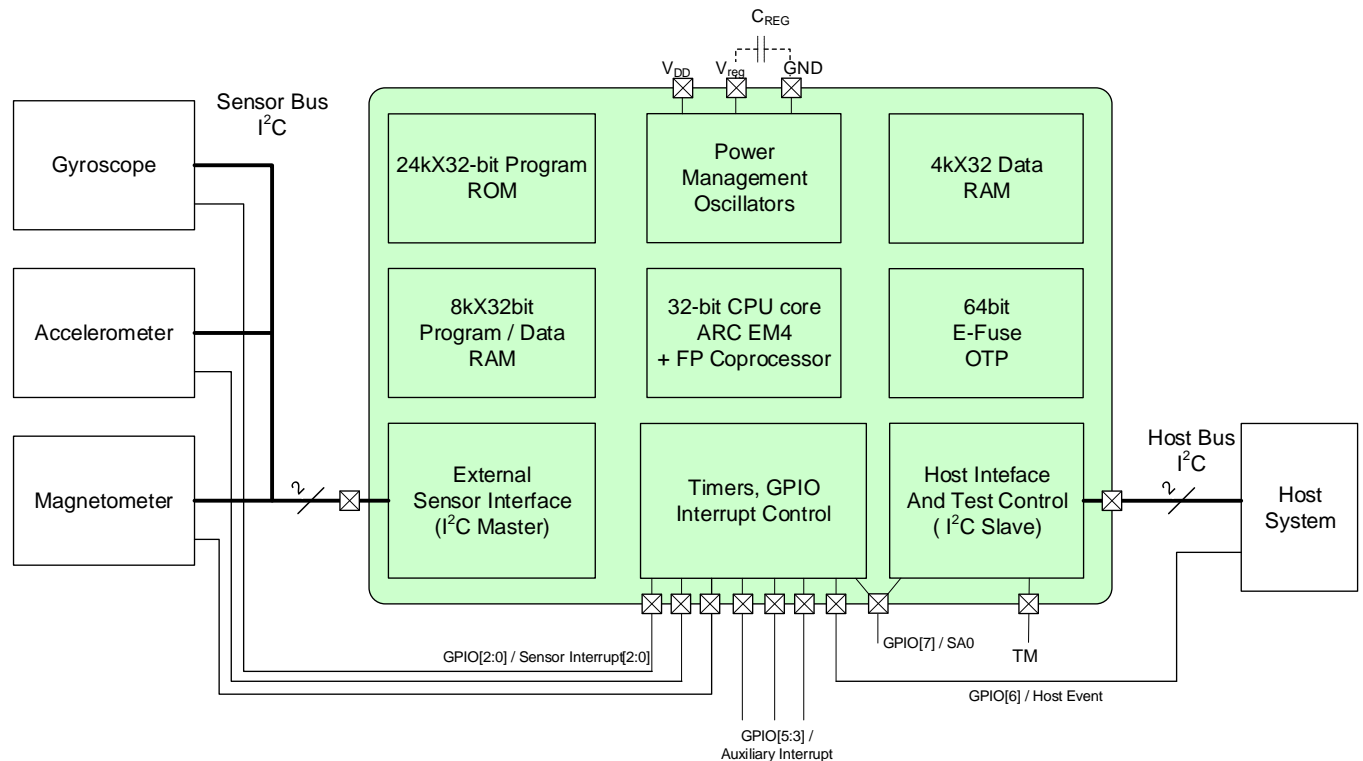 C_REG
V_DD
V_reg
GND
Sensor Bus
I²C
Gyroscope
24kX32-bit Program
ROM
Power
Management
Oscillators
4kX32 Data
RAM
Accelerometer
8kX32bit
Program / Data
RAM
32-bit CPU core
ARC EM4
+ FP Coprocessor
64bit
E-Fuse
OTP
Magnetometer
2
External
Sensor Interface
(I²C Master)
Timers, GPIO
Interrupt Control
Host Inteface
And Test Control
( I²C Slave)
Host Bus
I²C
2
Host
System
GPIO[2:0] / Sensor Interrupt[2:0]
GPIO[7] / SA0
TM
GPIO[6] / Host Event
GPIO[5:3] /
Auxiliary Interrupt